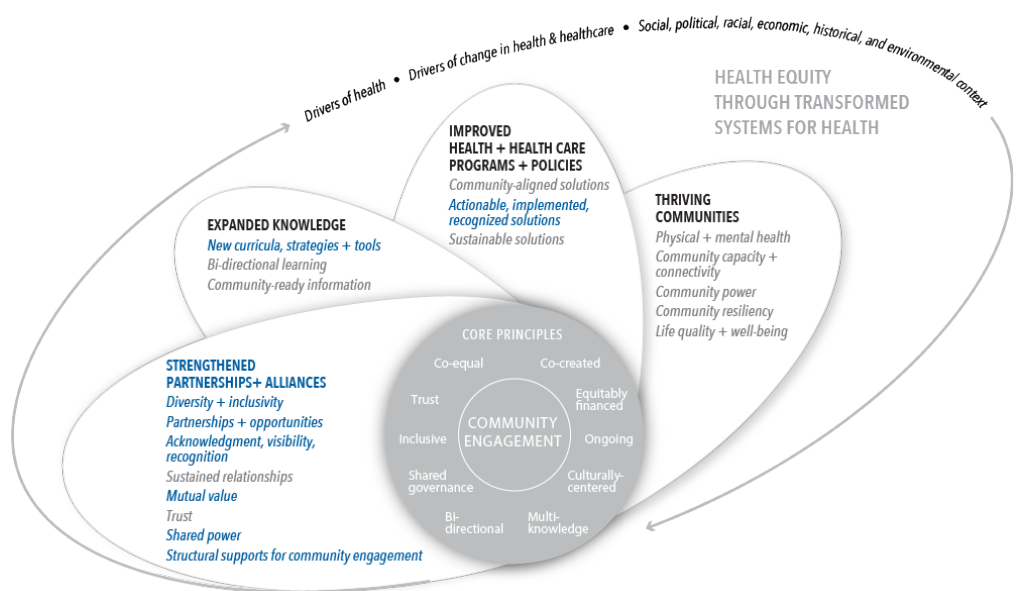 Drivers of health • Drivers of change in health & healthcare • Social, political, racial, economic, historical, and environmental context
HEALTH EQUITY
THROUGH TRANSFORMED
SYSTEMS FOR HEALTH
IMPROVED
HEALTH + HEALTH CARE
PROGRAMS + POLICIES
Community-aligned solutions
Actionable, implemented,
recognized solutions
Sustainable solutions
THRIVING
COMMUNITIES
Physical + mental health
Community capacity +
connectivity
Community power
Community resiliency
Life quality + well-being
EXPANDED KNOWLEDGE
New curricula, strategies + tools
Bi-directional learning
Community-ready information
STRENGTHENED
PARTNERSHIPS+ ALLIANCES
Diversity + inclusivity
Partnerships + opportunities
Acknowledgment, visibility,
recognition
Sustained relationships
Mutual value
Trust
Shared power
Structural supports for community engagement
CORE PRINCIPLES
Co-equal
Co-created
Trust
Equitably
financed
Inclusive
COMMUNITY
ENGAGEMENT
Ongoing
Shared
governance
Culturally-
centered
Bi-
directional
Multi-
knowledge